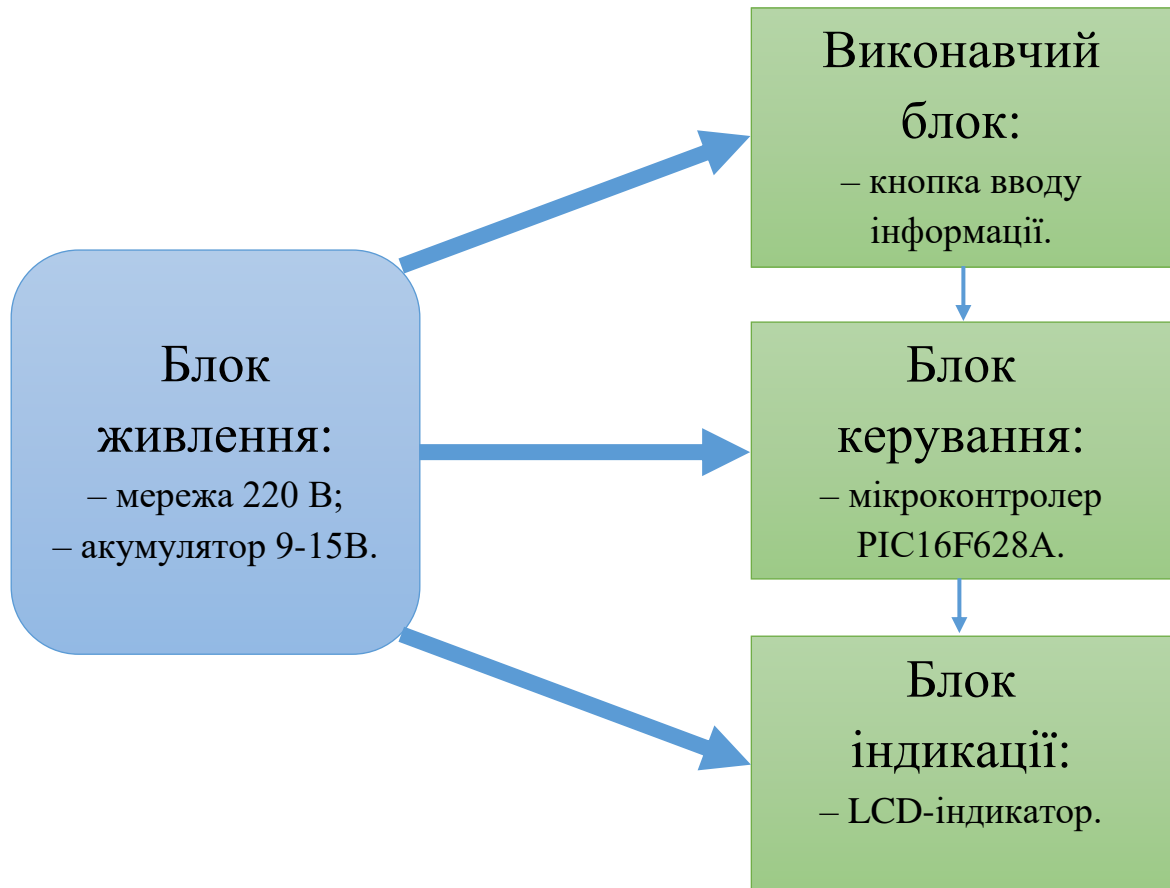 Блок
живлення:
– мережа 220 В;
– акумулятор 9-15В.
Виконавчий
блок:
– кнопка вводу
інформації.
Блок
керування:
– мікроконтролер
PIC16F628A.
Блок
індикації:
– LCD-індикатор.